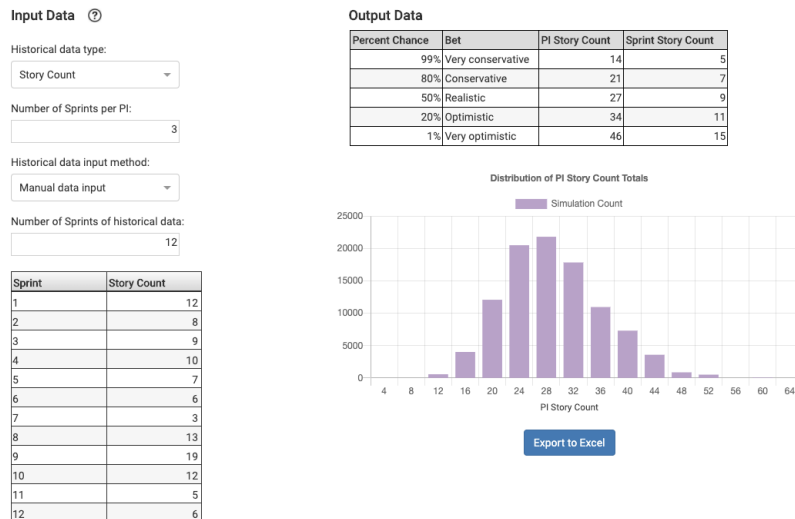 Input Data ?
Historical data type:
Story Count
Number of Sprints per PI:
3
Historical data input method:
Manual data input
Number of Sprints of historical data:
12
Sprint Story Count
1 12
2 8
3 9
4 10
5 7
6 6
7 3
8 13
9 19
10 12
11 5
12 6
Output Data
Percent Chance Bet PI Story Count Sprint Story Count
99% Very conservative 14 5
80% Conservative 21 7
50% Realistic 27 9
20% Optimistic 34 11
1% Very optimistic 46 15
Distribution of PI Story Count Totals
Simulation Count
25000
20000
15000
10000
5000
0
4 8 12 16 20 24 28 32 36 40 44 48 52 56 60 64
PI Story Count
Export to Excel